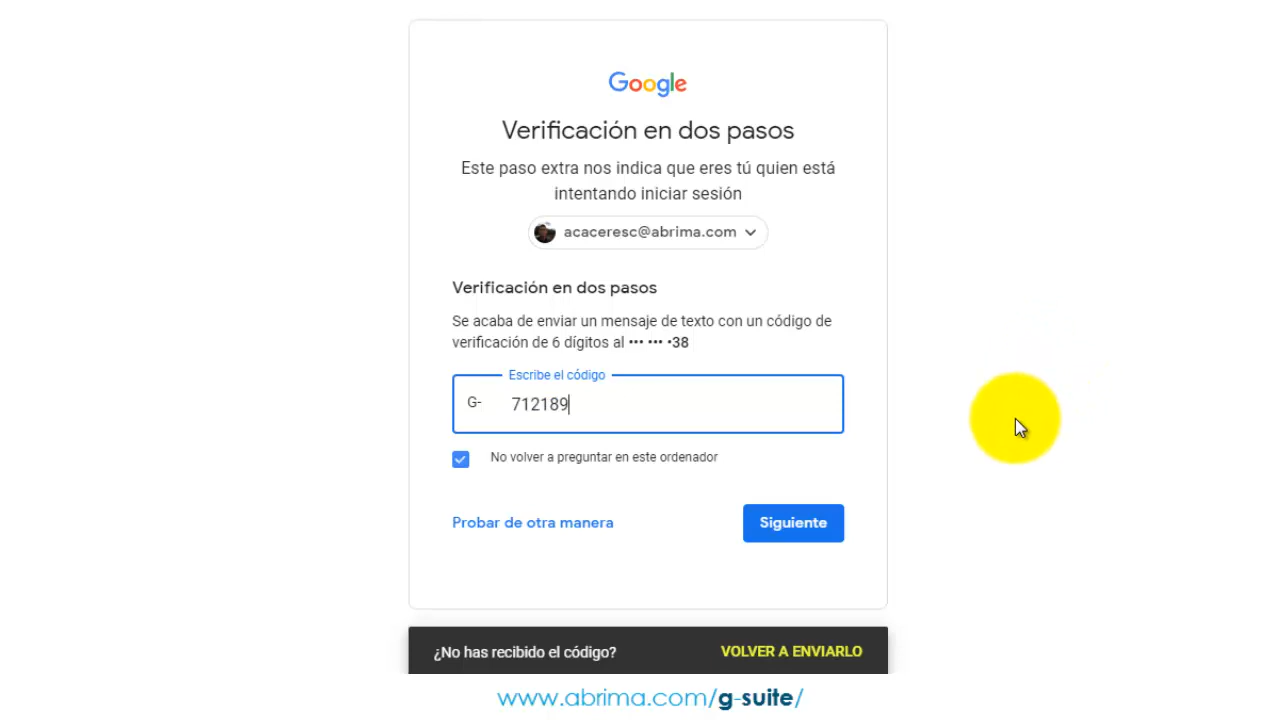 Google
Verificación en dos pasos
Este paso extra nos indica que eres tú quien está
intentando iniciar sesión
acaceresc@abrima.com
Verificación en dos pasos
Se acaba de enviar un mensaje de texto con un código de
verificación de 6 dígitos al ••• ••• •38
Escribe el código
G- 712189
No volver a preguntar en este ordenador
Probar de otra manera
Siguiente
¿No has recibido el código?
VOLVER A ENVIARLO
www.abrima.com/g-suite/